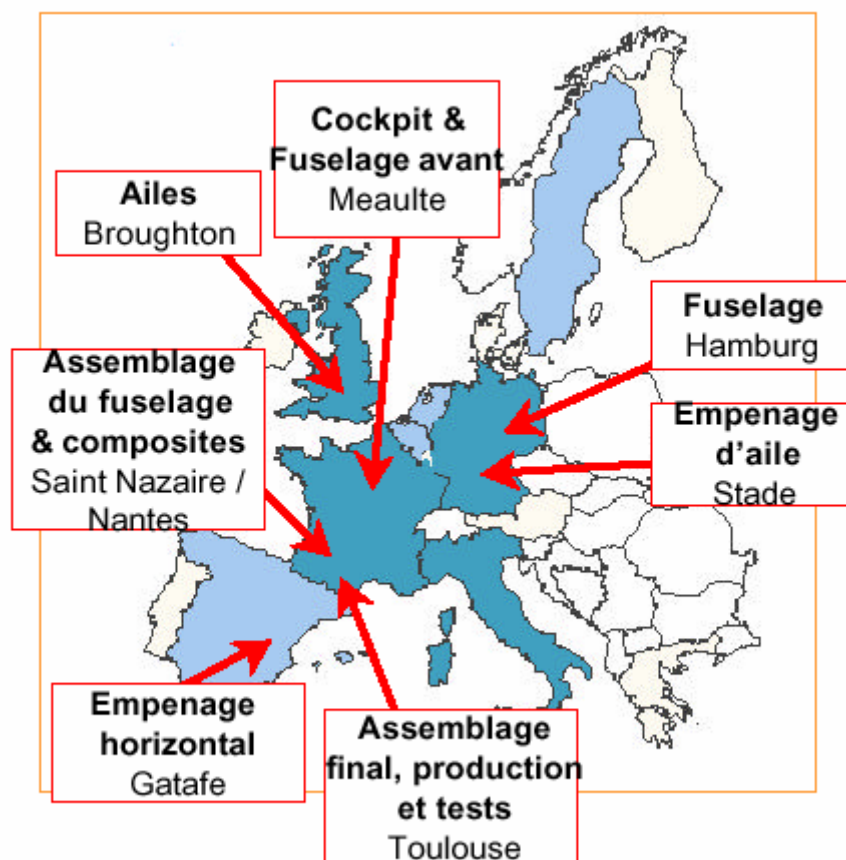 Cockpit &
Fuselage avant
Meaulte
Ailes
Broughton
Fuselage
Hamburg
Assemblage
du fuselage
& composites
Saint Nazaire /
Nantes
Empenage
d’aile
Stade
Empenage
horizontal
Gatafe
Assemblage
final, production
et tests
Toulouse